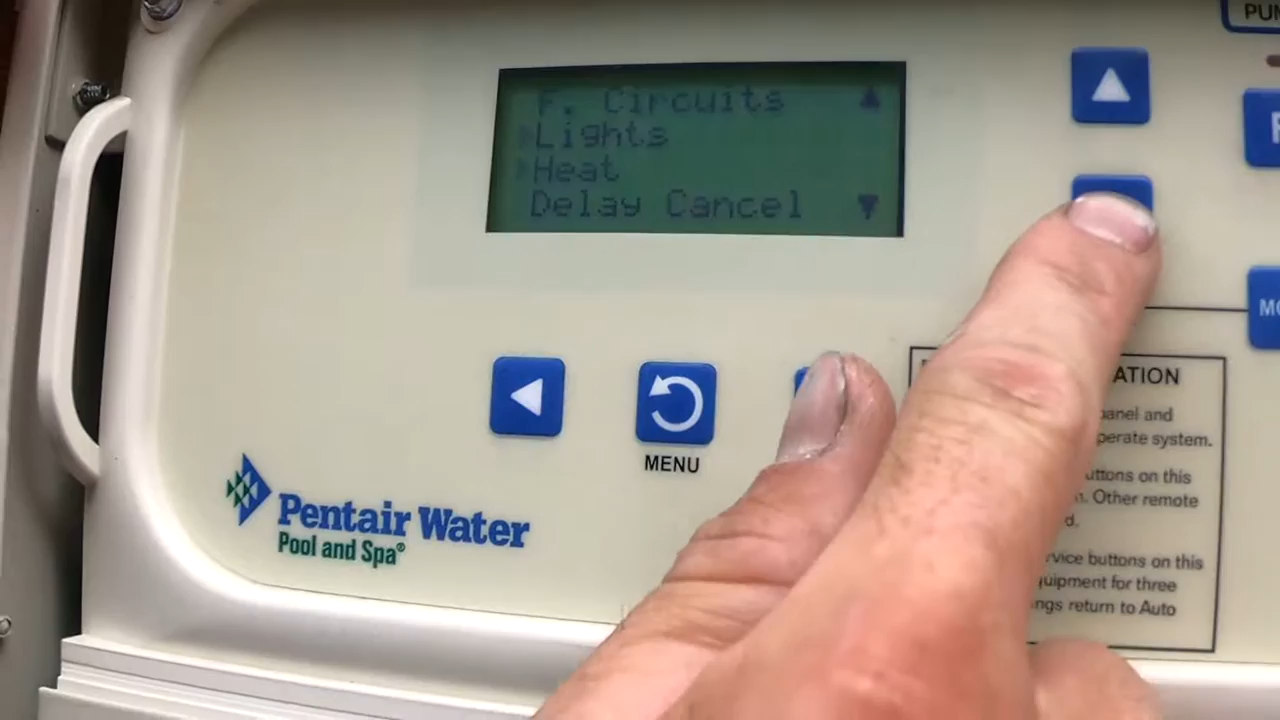 F. Circuits
Lights
Heat
Delay Cancel
MENU
Pentair Water
Pool and Spa®
ATION
panel and
perate system.
uttons on this
n. Other remote
d.
rvice buttons on this
quipment for three
ngs return to Auto